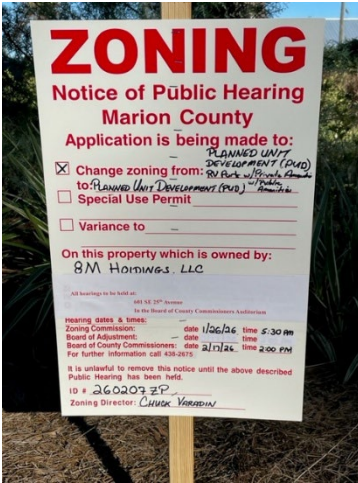 ZONING
Notice of Public Hearing
Marion County
Application is being made to:
PLANNED UNIT
DEVELOPMENT (PUD)
Change zoning from: RV Park w/Private Amenities
to: PLANNED UNIT DEVELOPMENT (PUD) w/Public Amenities
Special Use Permit
Variance to
On this property which is owned by:
8M HOLDINGS, LLC
All hearings to be held at:
601 SE 25th Avenue
In the Board of County Commissioners Auditorium
Hearing dates & times:
Zoning Commission: date 1/26/26 time 5:30 PM
Board of Adjustment: – date time
Board of County Commissioners: date 2/17/26 time 2:00 PM
For further information call 438-2675
It is unlawful to remove this notice until the above described
Public Hearing has been held.
ID # 260207ZP
Zoning Director: CHUCK VARADIN